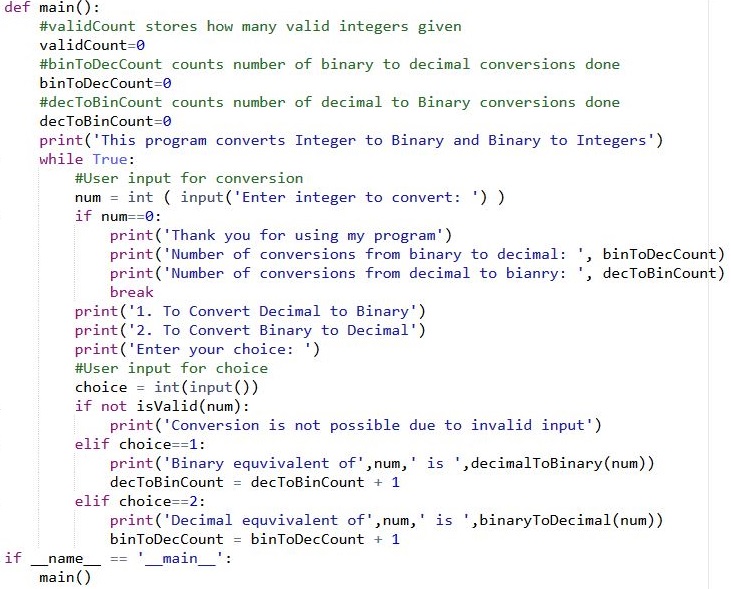 def main():
    #validCount stores how many valid integers given
    validCount=0
    #binToDecCount counts number of binary to decimal conversions done
    binToDecCount=0
    #decToBinCount counts number of decimal to Binary conversions done
    decToBinCount=0
    print('This program converts Integer to Binary and Binary to Integers')
    while True:
        #User input for conversion
        num = int ( input('Enter integer to convert: ') )
        if num==0:
            print('Thank you for using my program')
            print('Number of conversions from binary to decimal: ', binToDecCount)
            print('Number of conversions from decimal to bianry: ', decToBinCount)
            break
        print('1. To Convert Decimal to Binary')
        print('2. To Convert Binary to Decimal')
        print('Enter your choice: ')
        #User input for choice
        choice = int(input())
        if not isValid(num):
            print('Conversion is not possible due to invalid input')
        elif choice==1:
            print('Binary equvivalent of',num,' is ',decimalToBinary(num))
            decToBinCount = decToBinCount + 1
        elif choice==2:
            print('Decimal equvivalent of',num,' is ',binaryToDecimal(num))
            binToDecCount = binToDecCount + 1
if __name__ == '__main__':
    main()